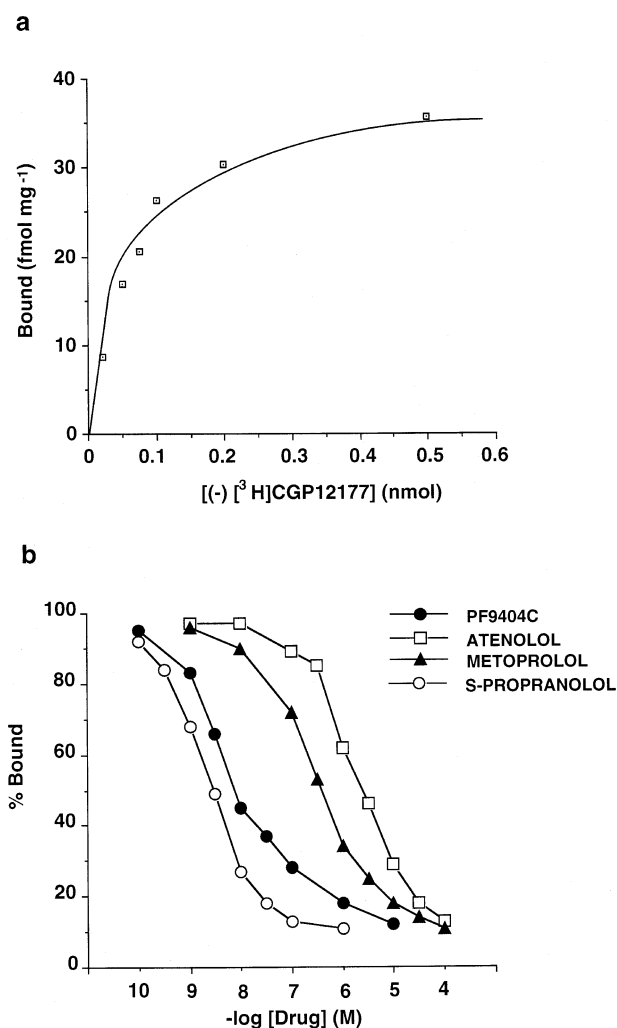 a
40
30
20
10
0
Bound (fmol mg-1)
0 0.1 0.2 0.3 0.4 0.5 0.6
[(-) [3 H]CGP12177] (nmol)
b
100
80
60
40
20
0
% Bound
PF9404C
ATENOLOL
METOPROLOL
S-PROPRANOLOL
10 9 8 7 6 5 4
-log [Drug] (M)